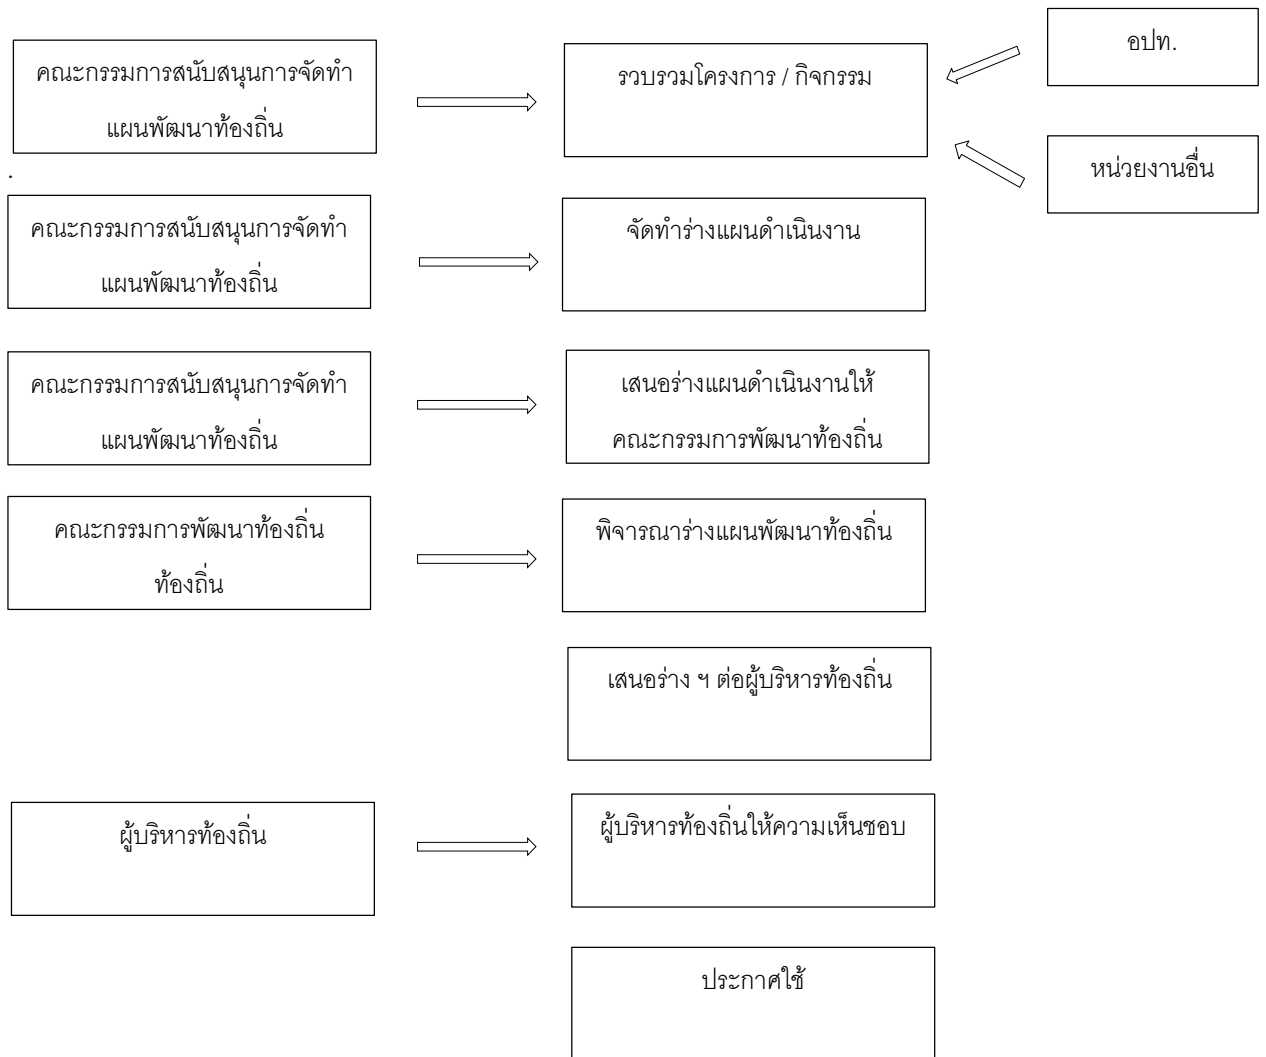 คณะกรรมการสนับสนุนการจัดทำ
แผนพัฒนาท้องถิ่น
รวบรวมโครงการ / กิจกรรม
อปท.
หน่วยงานอื่น
.
คณะกรรมการสนับสนุนการจัดทำ
แผนพัฒนาท้องถิ่น
จัดทำร่างแผนดำเนินงาน
คณะกรรมการสนับสนุนการจัดทำ
แผนพัฒนาท้องถิ่น
เสนอร่างแผนดำเนินงานให้
คณะกรรมการพัฒนาท้องถิ่น
คณะกรรมการพัฒนาท้องถิ่น
ท้องถิ่น
พิจารณาร่างแผนพัฒนาท้องถิ่น
เสนอร่าง ฯ ต่อผู้บริหารท้องถิ่น
ผู้บริหารท้องถิ่น
ผู้บริหารท้องถิ่นให้ความเห็นชอบ
ประกาศใช้